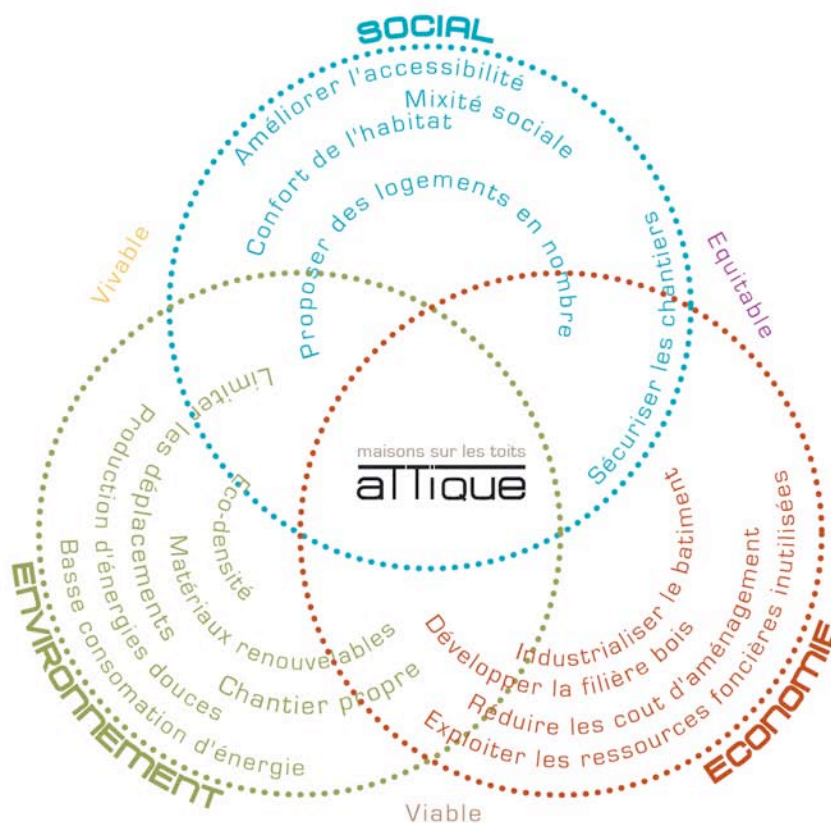 SOCIAL
Améliorer l'accessibilité
Mixité sociale
Confort de l'habitat
Proposer des logements en nombre
Sécuriser les chantiers
Vivable
Equitable
maisons sur les toits
aTTique
Limiter les déplacements
Production d'énergies douces
Eco-densité
Matériaux renouvelables
Basse consomation d'énergie
Chantier propre
ENVIRONNEMENT
Industrialiser le batiment
Développer la filière bois
Réduire les cout d'aménagement
Exploiter les ressources foncières inutilisées
ECONOMIE
Viable